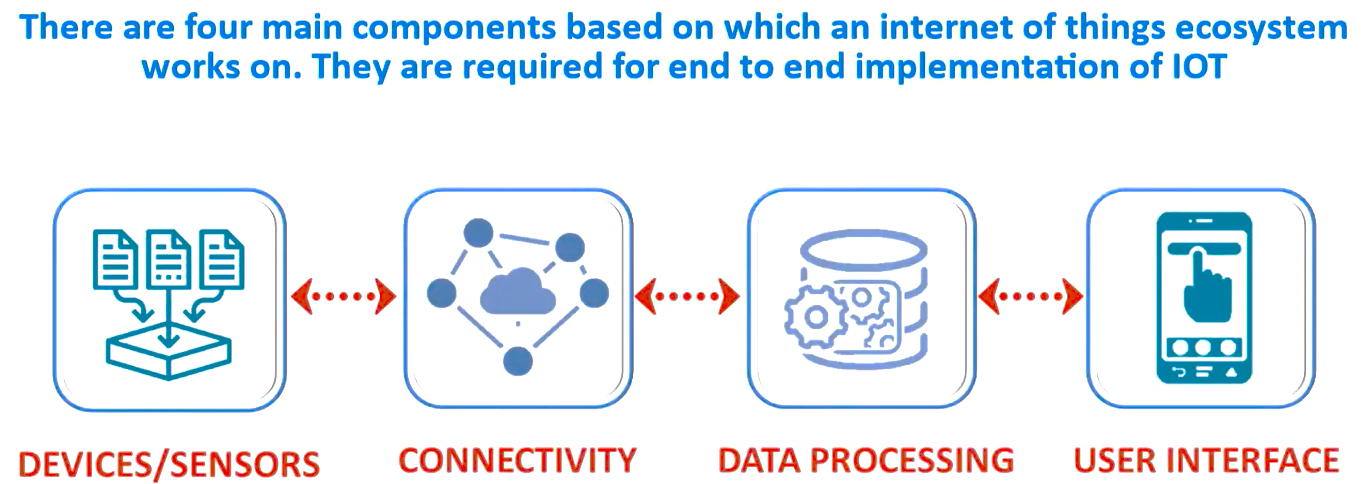 There are four main components based on which an internet of things ecosystem
works on. They are required for end to end implementation of IOT
DEVICES/SENSORS
CONNECTIVITY
DATA PROCESSING
USER INTERFACE